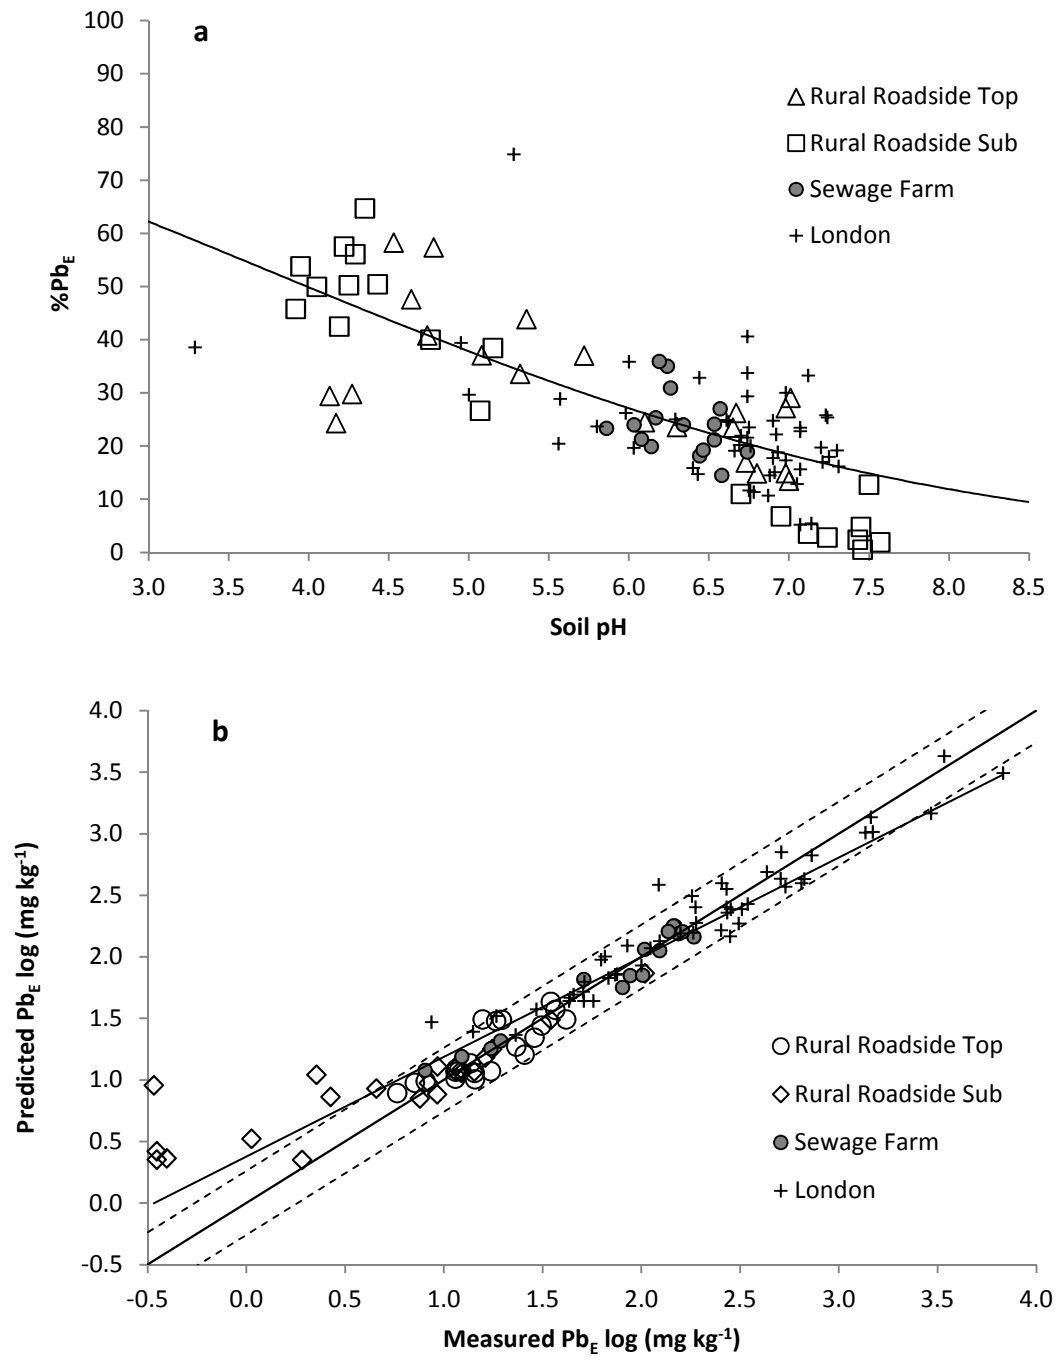 a
100
90
80
70
60
50
40
30
20
10
0
%Pb_E
3.0 3.5 4.0 4.5 5.0 5.5 6.0 6.5 7.0 7.5 8.0 8.5
Soil pH
Rural Roadside Top
Rural Roadside Sub
Sewage Farm
London
b
4.0
3.5
3.0
2.5
2.0
1.5
1.0
0.5
0.0
-0.5
Predicted Pb_E log (mg kg⁻¹)
-0.5 0.0 0.5 1.0 1.5 2.0 2.5 3.0 3.5 4.0
Measured Pb_E log (mg kg⁻¹)
Rural Roadside Top
Rural Roadside Sub
Sewage Farm
London